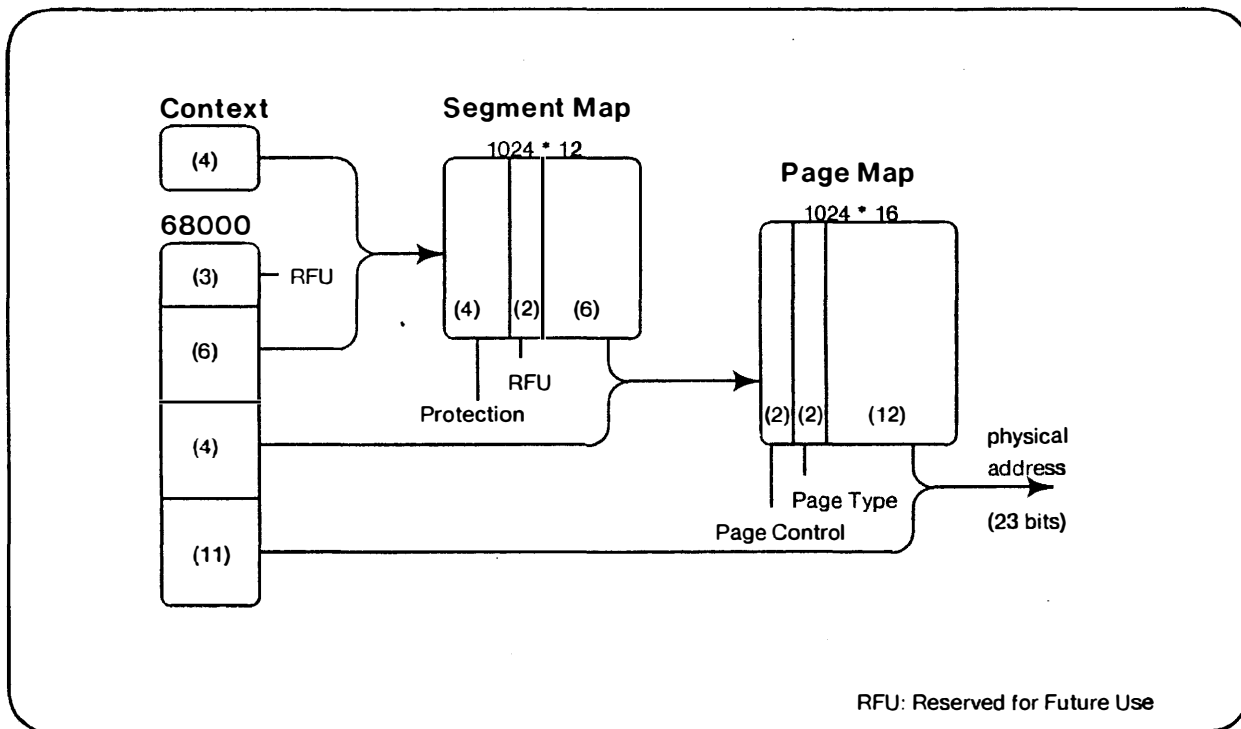 Context
(4)
68000
(3)
RFU
(6)
(4)
(11)
Segment Map
1024 * 12
(4)
(2)
(6)
RFU
Protection
Page Map
1024 * 16
(2)
(2)
(12)
Page Type
Page Control
physical
address
(23 bits)
RFU: Reserved for Future Use